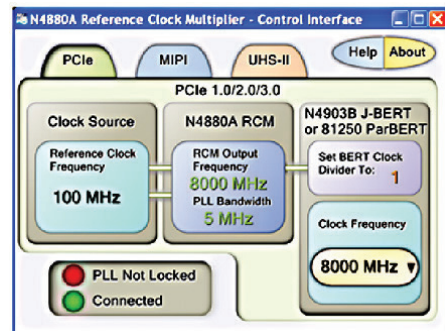 N4880A Reference Clock Multiplier - Control Interface
PCIe
MIPI
UHS-II
Help
About
PCIe 1.0/2.0/3.0
Clock Source
Reference Clock
Frequency
100 MHz
N4880A RCM
RCM Output
Frequency
8000 MHz
PLL Bandwidth
5 MHz
N4903B J-BERT
or 81250 ParBERT
Set BERT Clock
Divider To:
1
Clock Frequency
8000 MHz
PLL Not Locked
Connected